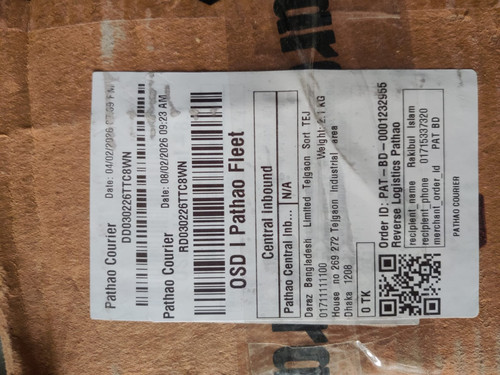 Pathao Courier
Date: 04/02/2026 PM
DD030226TTC8WN
Pathao Courier
Date: 08/02/2026 09:23 AM
RD030226TTC8WN
OSD | Pathao Fleet
Central Inbound
Pathao Central Inb... N/A
Daraz Bangladesh Limited Tejgaon Sort TEJ
01711111100 Weight: 2.1 KG
House no 269 272 Tejgaon Industrial area
Dhaka 1208
0 TK
Order ID: PAT-BD-0001232955
Reverse Logistics Pathao
recipient_name Rakibul Islam
recipient_phone 01715337320
merchant_order_id PAT BD
PATHAO COURIER